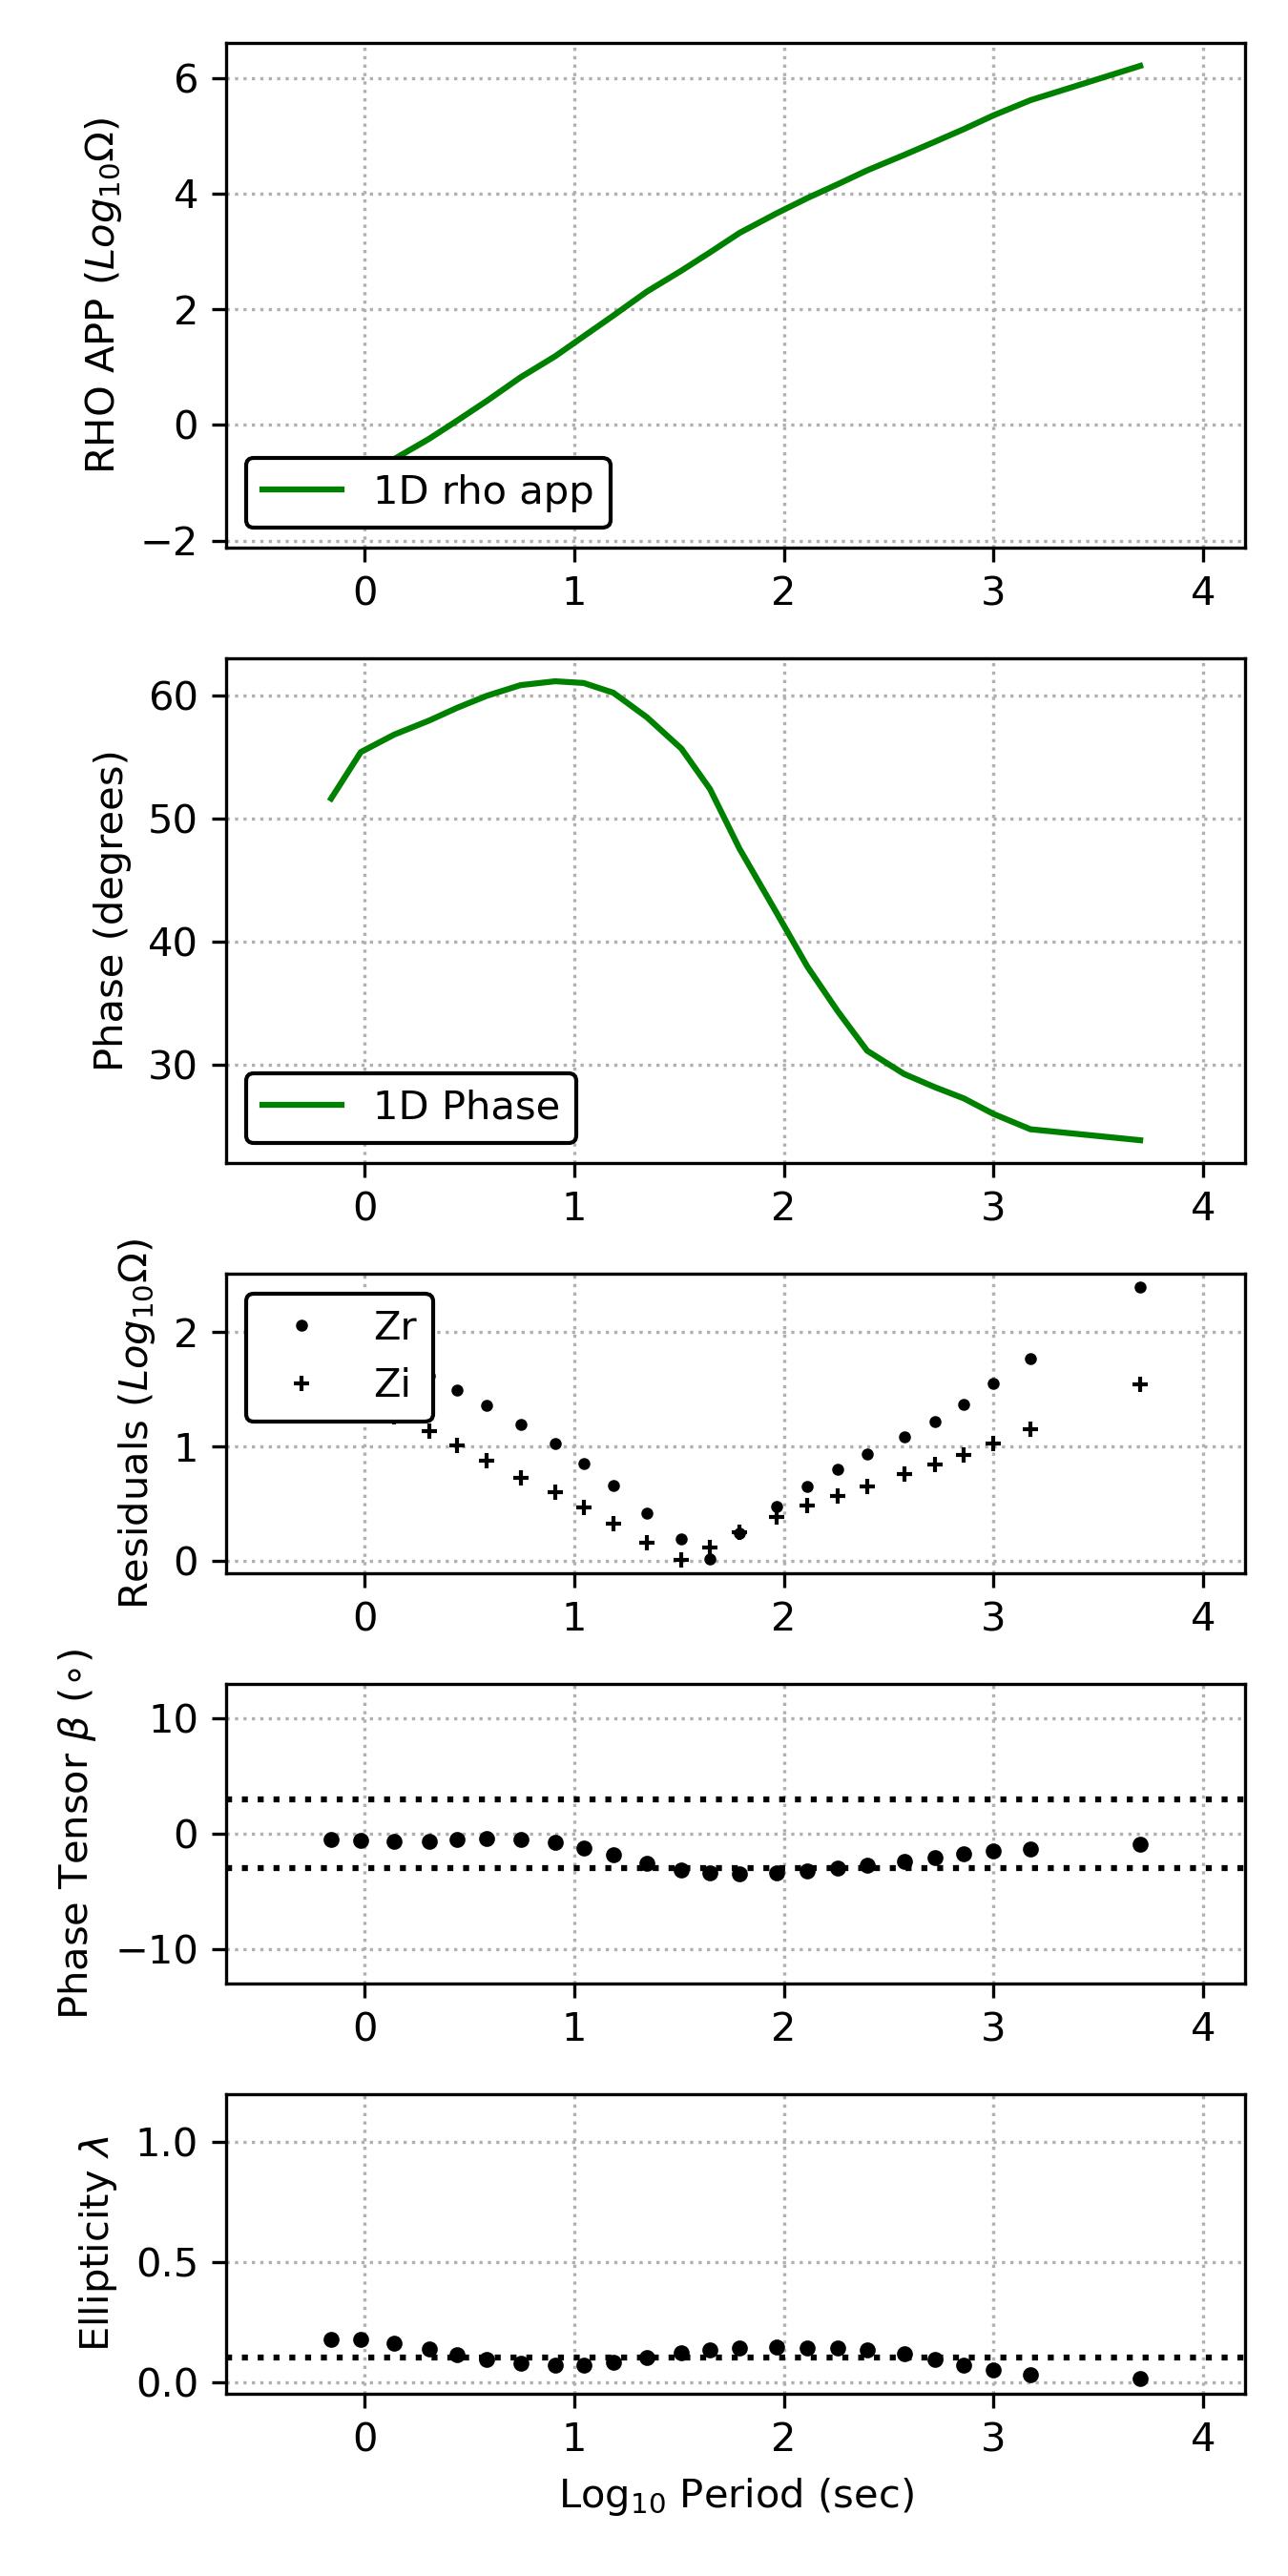 RHO APP (Log₁₀Ω)
6
4
2
0
−2
1D rho app
0 1 2 3 4
Phase (degrees)
60
50
40
30
1D Phase
0 1 2 3 4
Residuals (Log₁₀Ω)
2
1
0
Zr
Zi
0 1 2 3 4
Phase Tensor β (∘)
10
0
−10
0 1 2 3 4
Ellipticity λ
1.0
0.5
0.0
0 1 2 3 4
Log₁₀ Period (sec)